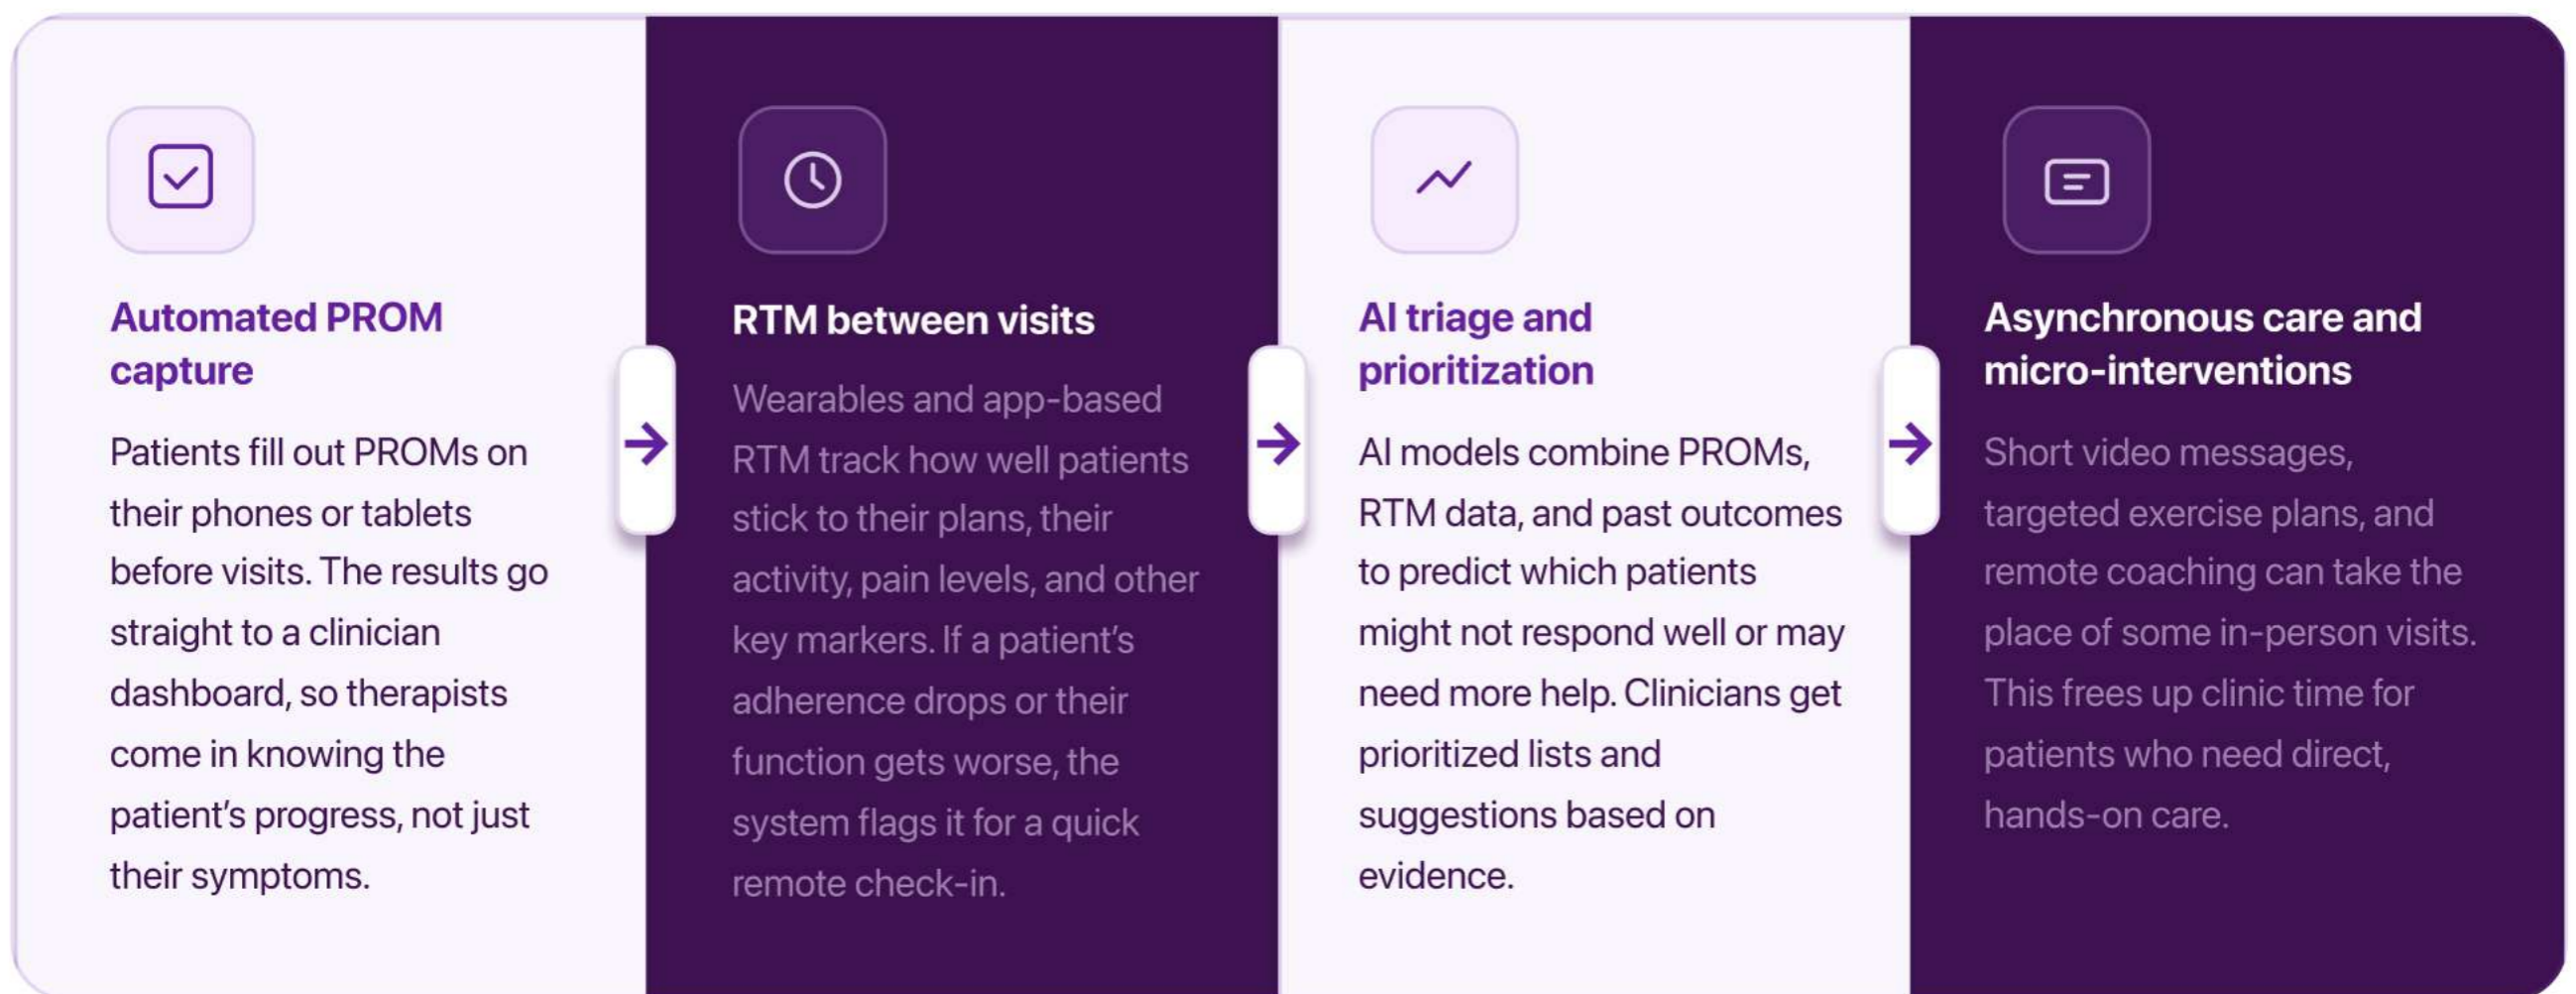 Automated PROM
capture
Patients fill out PROMs on
their phones or tablets
before visits. The results go
straight to a clinician
dashboard, so therapists
come in knowing the
patient’s progress, not just
their symptoms.
RTM between visits
Wearables and app-based
RTM track how well patients
stick to their plans, their
activity, pain levels, and other
key markers. If a patient’s
adherence drops or their
function gets worse, the
system flags it for a quick
remote check-in.
AI triage and
prioritization
AI models combine PROMs,
RTM data, and past outcomes
to predict which patients
might not respond well or may
need more help. Clinicians get
prioritized lists and
suggestions based on
evidence.
Asynchronous care and
micro-interventions
Short video messages,
targeted exercise plans, and
remote coaching can take the
place of some in-person visits.
This frees up clinic time for
patients who need direct,
hands-on care.